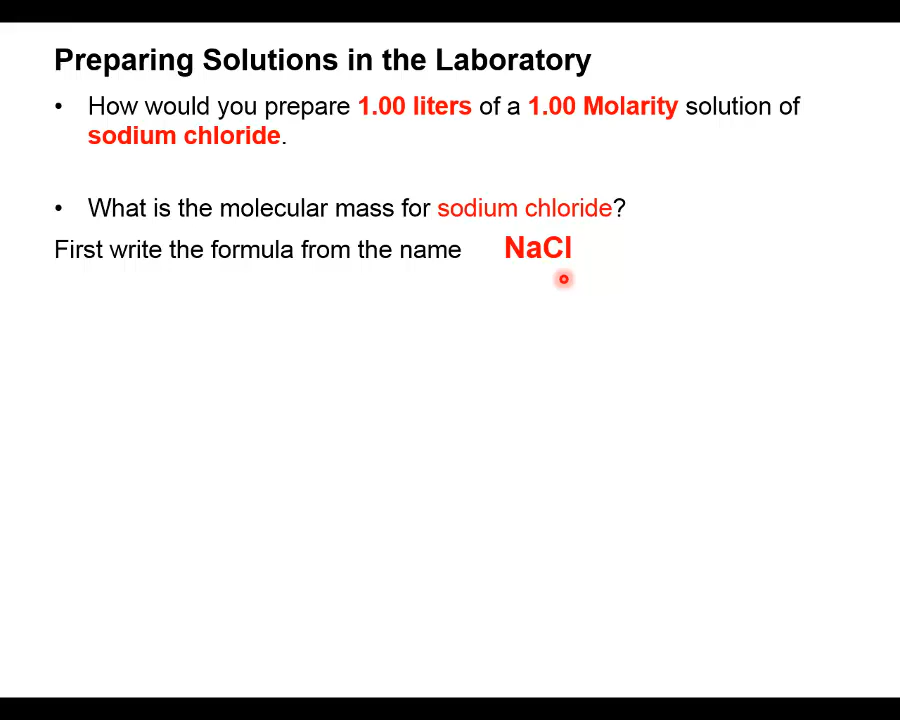 Preparing Solutions in the Laboratory
• How would you prepare 1.00 liters of a 1.00 Molarity solution of
sodium chloride.
• What is the molecular mass for sodium chloride?
First write the formula from the name NaCl